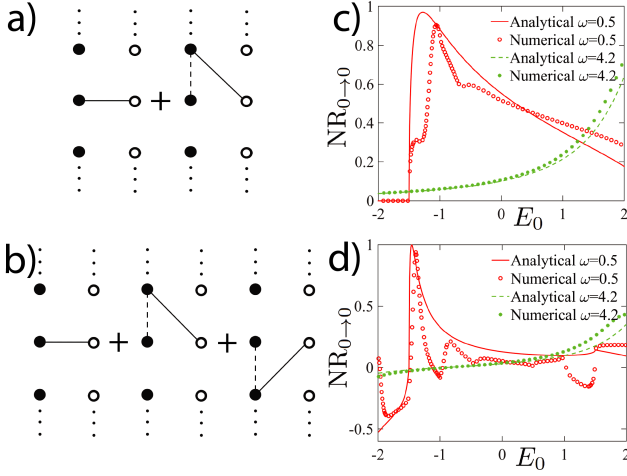 a)
+
b)
+
+
c)
1
0.8
0.6
0.4
0.2
0
NR0→0
Analytical ω=0.5
Numerical ω=0.5
Analytical ω=4.2
Numerical ω=4.2
-2
-1
0
1
2
E0
d)
1
0.5
0
-0.5
NR0→0
Analytical ω=0.5
Numerical ω=0.5
Analytical ω=4.2
Numerical ω=4.2
-2
-1
0
1
2
E0